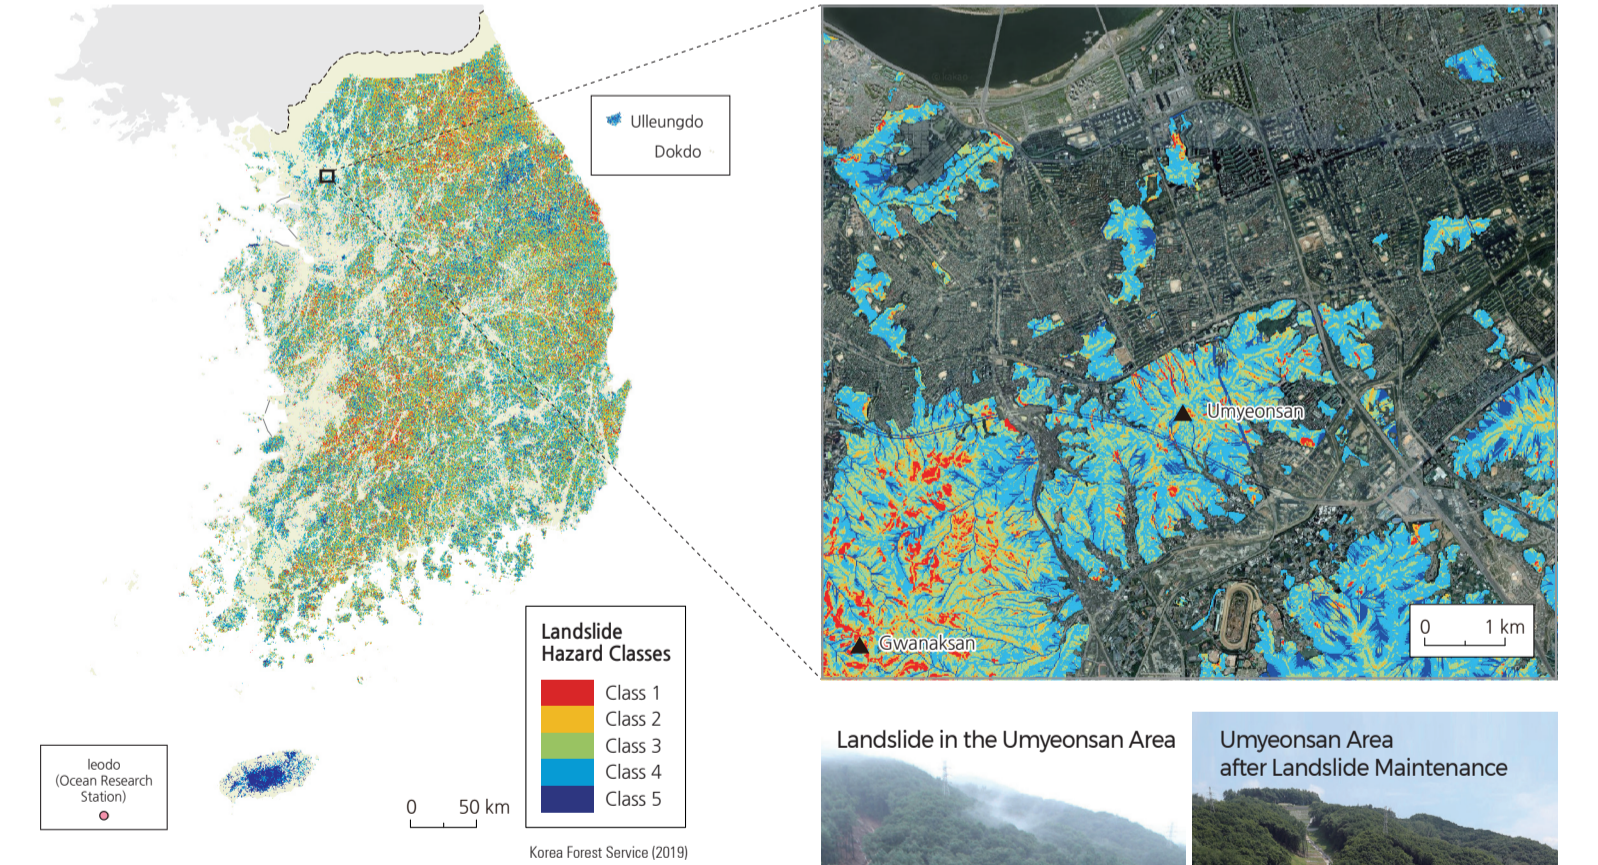 Ulleungdo
Dokdo
Umyeonsan
Gwanaksan
0 1 km
Landslide
Hazard Classes
Class 1
Class 2
Class 3
Class 4
Class 5
Ieodo
(Ocean Research
Station)
0 50 km
Korea Forest Service (2019)
Landslide in the Umyeonsan Area
Umyeonsan Area
after Landslide Maintenance